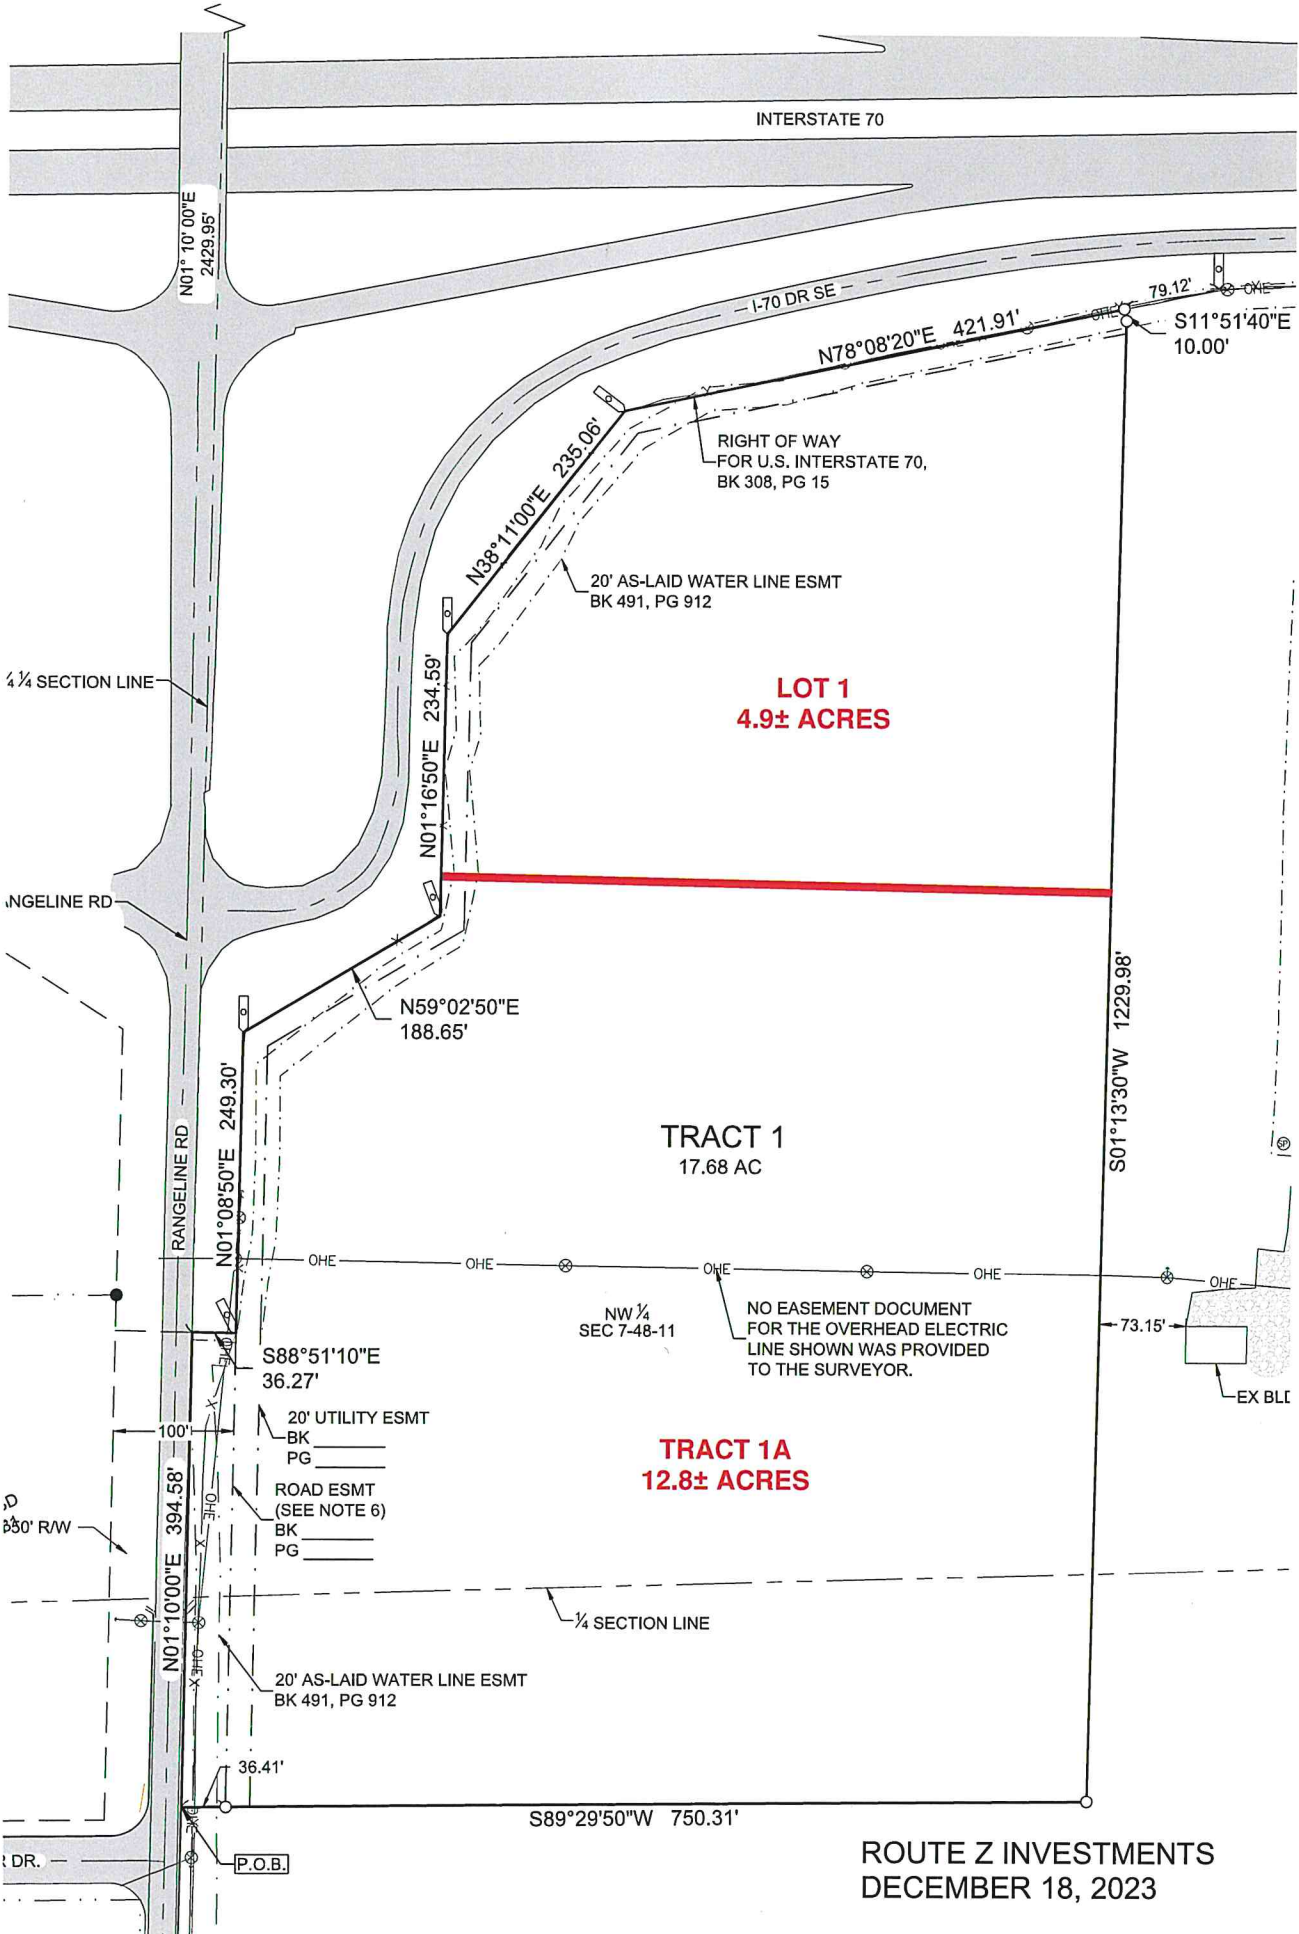 INTERSTATE 70
N01° 10' 00"E
2429.95'
I-70 DR SE
79.12'
OHE
OHE
S11°51'40"E
10.00'
N78°08'20"E 421.91'
N38°11'00"E 235.06'
RIGHT OF WAY
FOR U.S. INTERSTATE 70,
BK 308, PG 15
20' AS-LAID WATER LINE ESMT
BK 491, PG 912
¼ SECTION LINE
N01°16'50"E 234.59'
LOT 1
4.9± ACRES
NGELINE RD
N59°02'50"E
188.65'
S01°13'30"W 1229.98'
N01°08'50"E 249.30'
RANGELINE RD
TRACT 1
17.68 AC
SP
OHE
OHE
OHE
OHE
OHE
NW ¼
SEC 7-48-11
NO EASEMENT DOCUMENT
FOR THE OVERHEAD ELECTRIC
LINE SHOWN WAS PROVIDED
TO THE SURVEYOR.
73.15'
EX BL
S88°51'10"E
36.27'
OHE
100'
20' UTILITY ESMT
BK
PG
TRACT 1A
12.8± ACRES
ROAD ESMT
(SEE NOTE 6)
BK
PG
OHE
50' R/W
N01°10'00"E 394.58'
¼ SECTION LINE
OHE
20' AS-LAID WATER LINE ESMT
BK 491, PG 912
36.41'
S89°29'50"W 750.31'
DR.
P.O.B.
ROUTE Z INVESTMENTS
DECEMBER 18, 2023